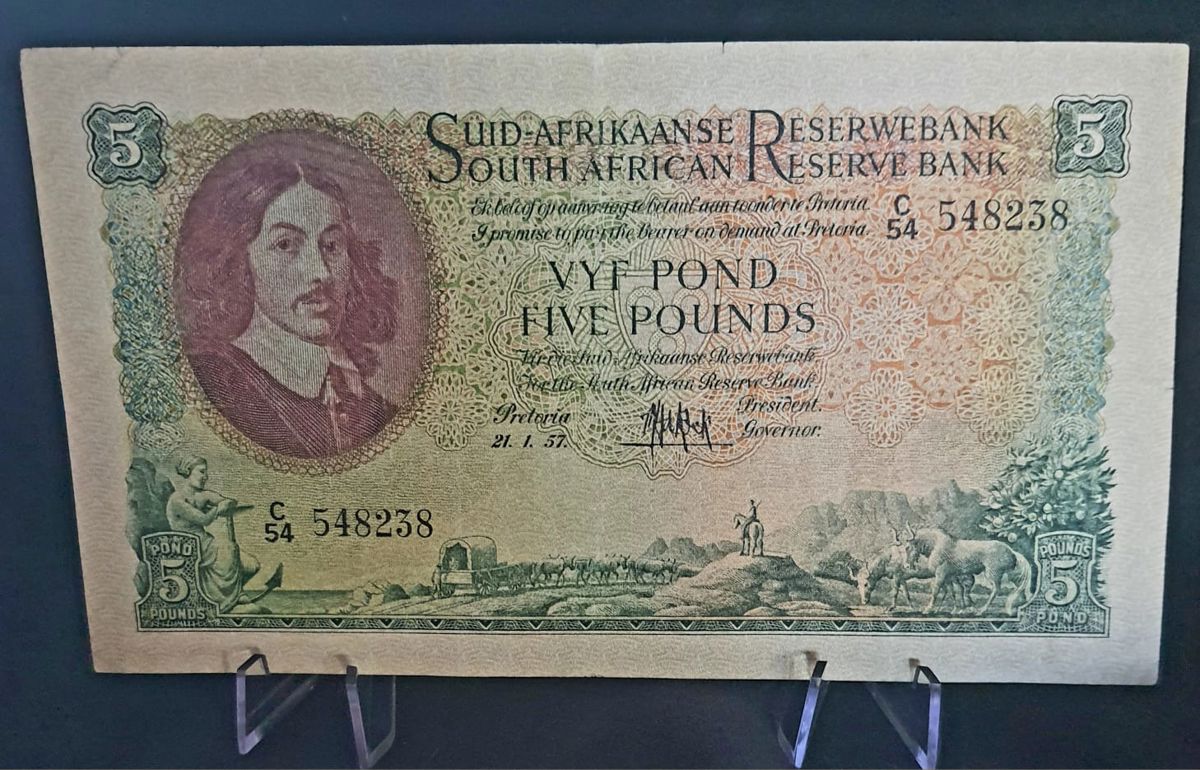 5
5
SUID-AFRIKAANSE RESERWEBANK
SOUTH AFRICAN RESERVE BANK
Ek beloof op aanvraag te betaal aan toonder te Pretoria
I promise to pay the bearer on demand at Pretoria.
C
54 548238
VYF POND
FIVE POUNDS
Vir die Suid-Afrikaanse Reservebank
For the South African Reserve Bank
Pretoria
President.
21. 1. 57.
Governor.
C
54 548238
POND
5
POUNDS
POUNDS
5
POND